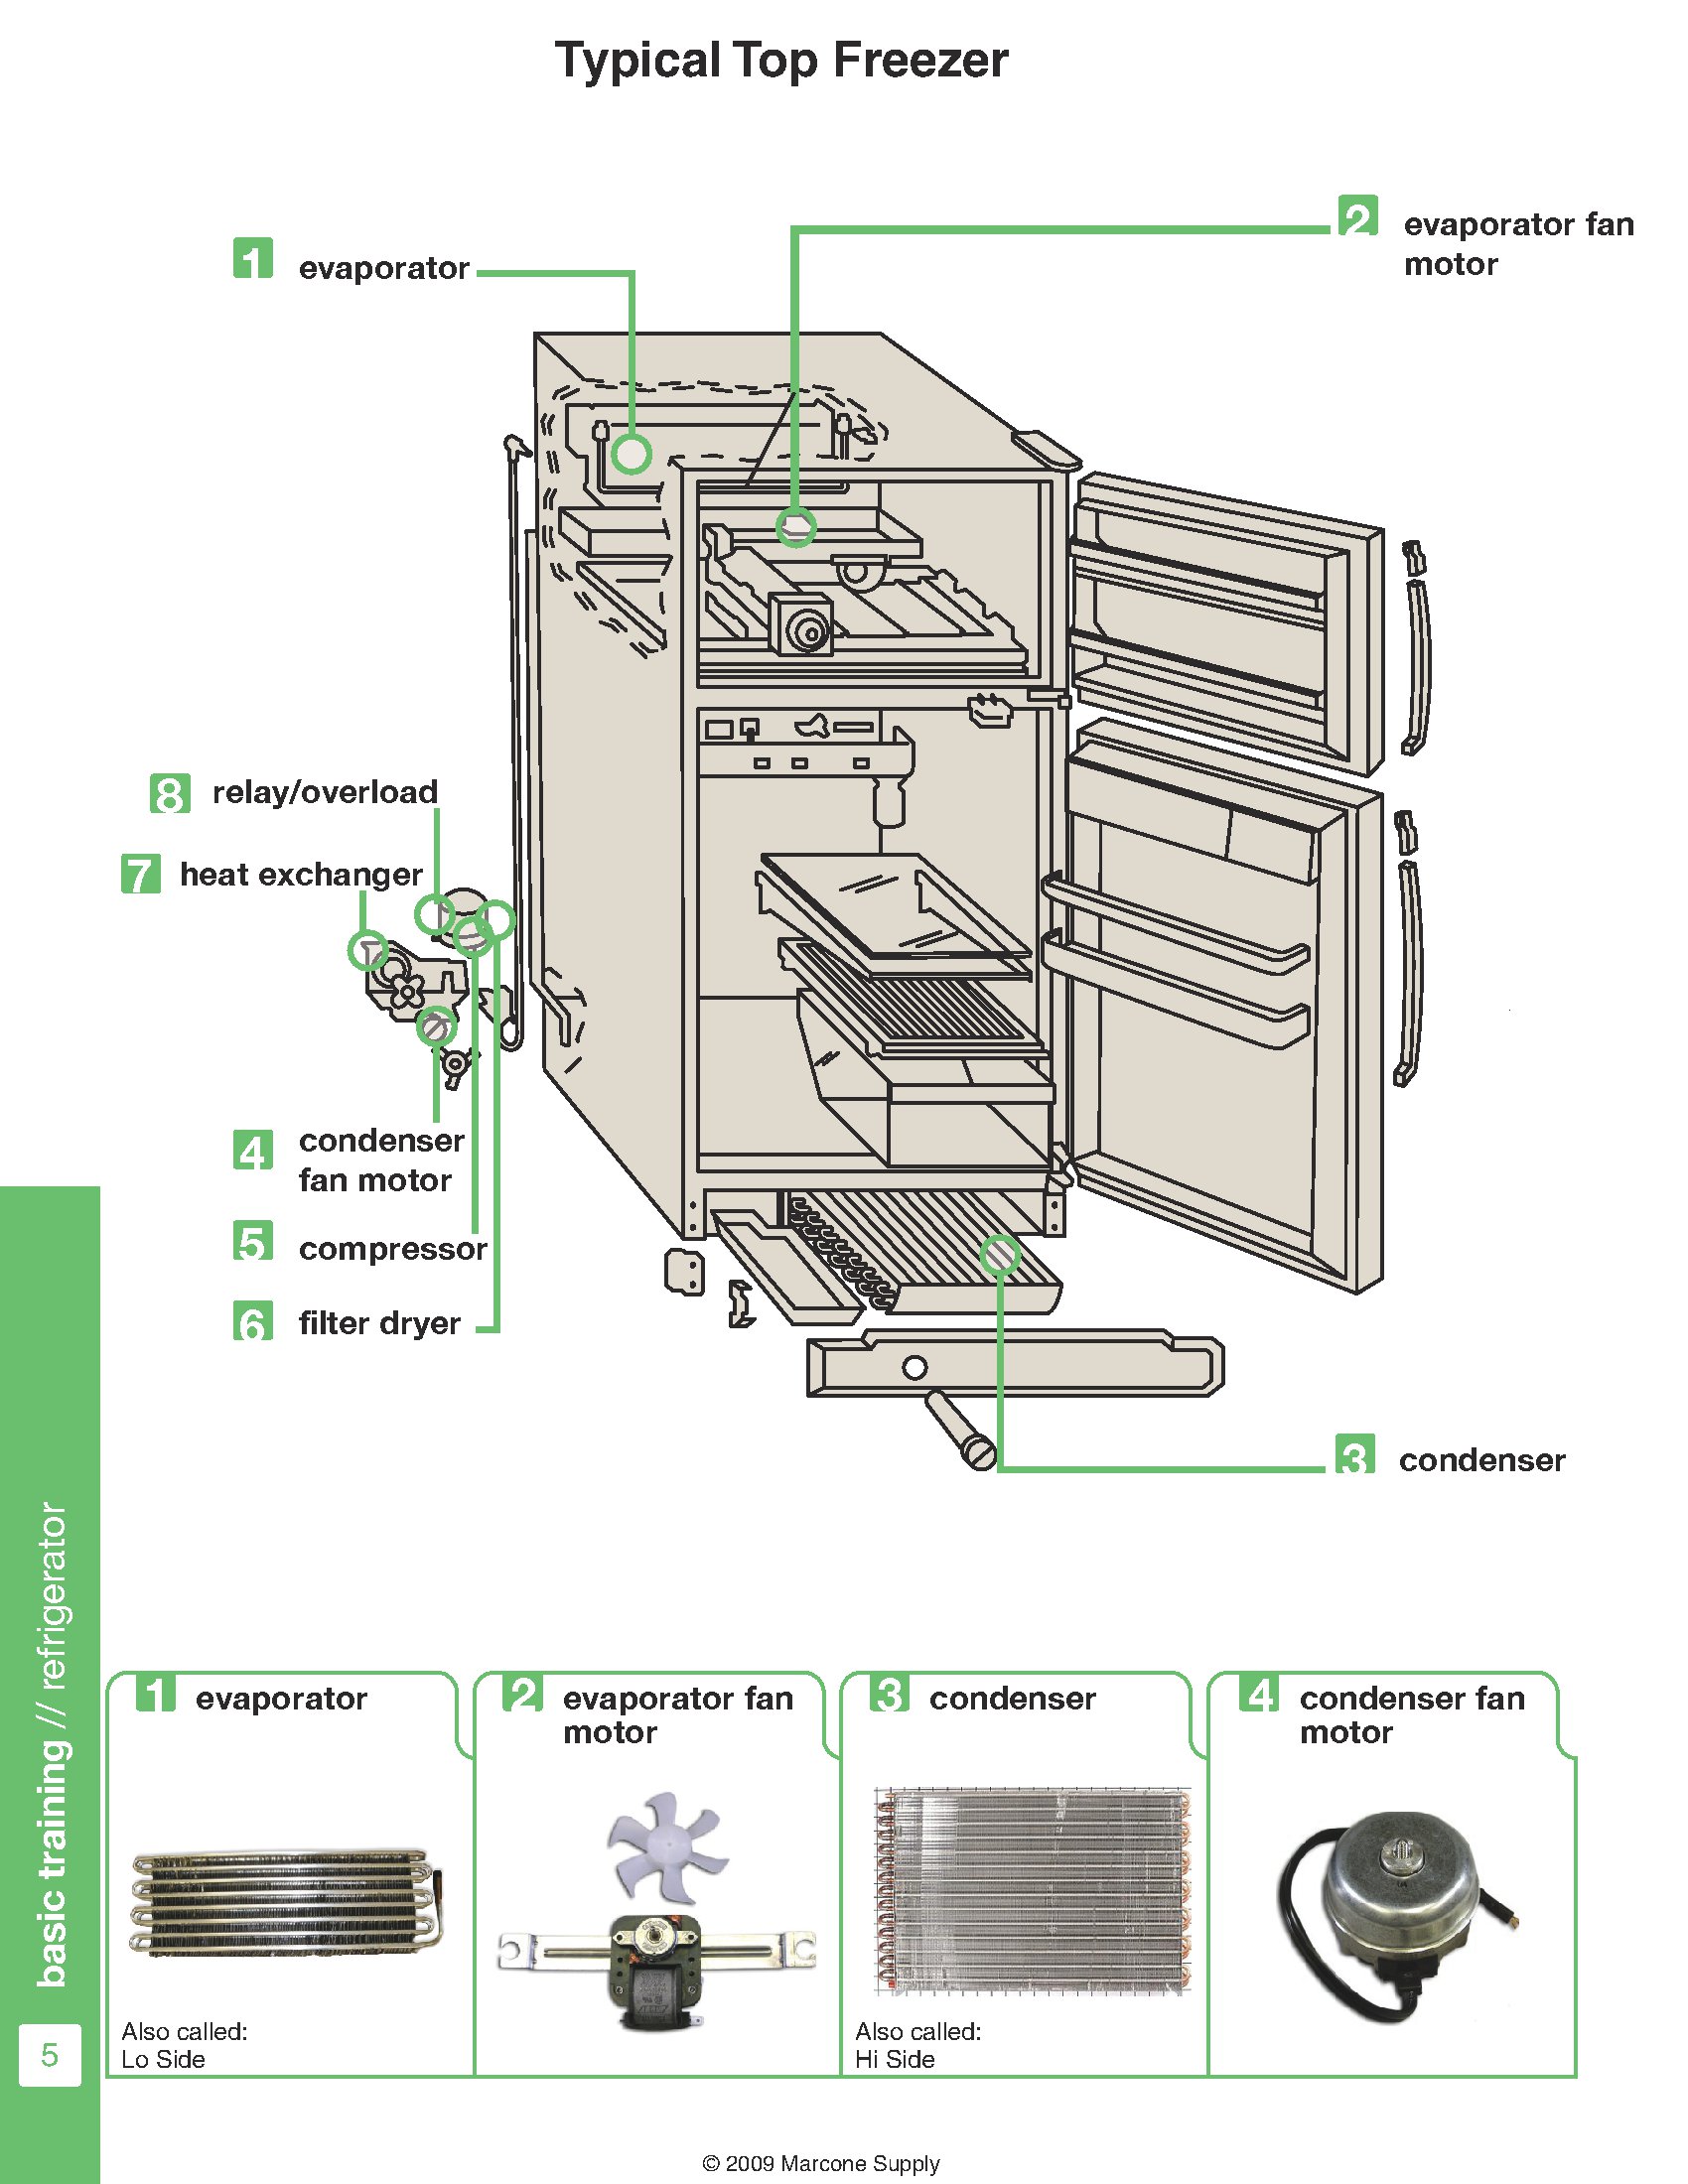 Typical Top Freezer
2 evaporator fan
motor
1 evaporator
8 relay/overload
7 heat exchanger
4 condenser
fan motor
5 compressor
6 filter dryer
3 condenser
basic training // refrigerator
5
1 evaporator
Also called:
Lo Side
2 evaporator fan
motor
3 condenser
Also called:
Hi Side
4 condenser fan
motor
© 2009 Marcone Supply